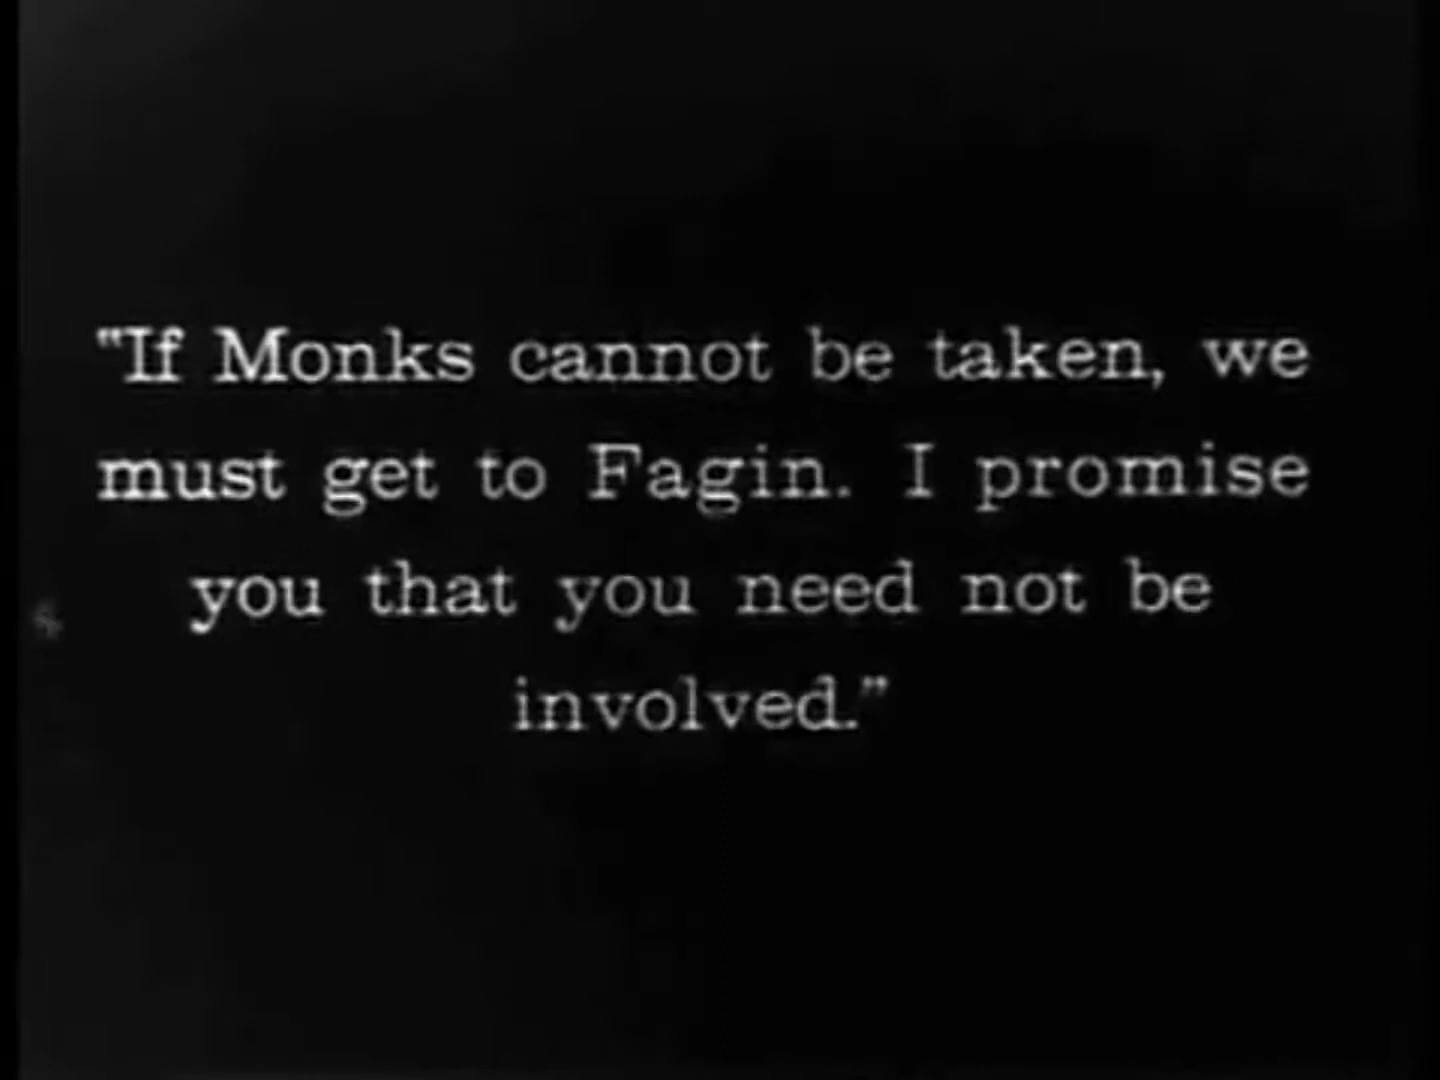 "If Monks cannot be taken, we
must get to Fagin. I promise
you that you need not be
involved."